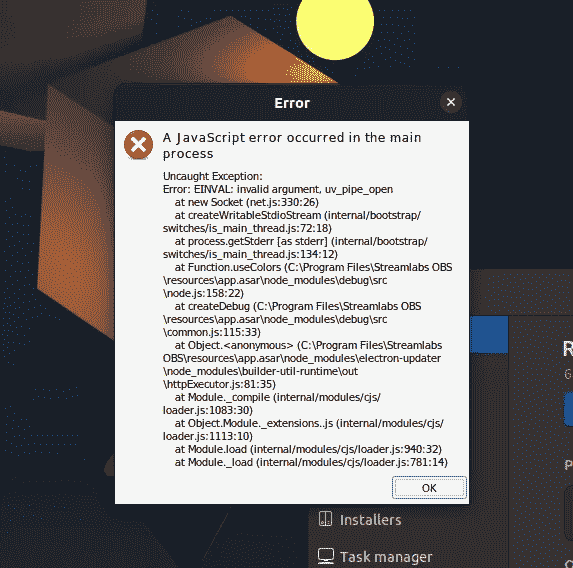 Error
A JavaScript error occurred in the main
process
Uncaught Exception:
Error: EINVAL: invalid argument, uv_pipe_open
at new Socket (net.js:330:26)
at createWritableStdioStream (internal/bootstrap/
switches/is_main_thread.js:72:18)
at process.getStderr [as stderr] (internal/bootstrap/
switches/is_main_thread.js:134:12)
at Function.useColors (C:\Program Files\Streamlabs OBS
\resources\app.asar\node_modules\debug\src
\node.js:158:22)
at createDebug (C:\Program Files\Streamlabs OBS
\resources\app.asar\node_modules\debug\src
\common.js:115:33)
at Object.<anonymous> (C:\Program Files\Streamlabs
OBS\resources\app.asar\node_modules\electron-updater
\node_modules\builder-util-runtime\out
\httpExecutor.js:81:35)
at Module._compile (internal/modules/cjs/
loader.js:1083:30)
at Object.Module._extensions..js (internal/modules/cjs/
loader.js:1113:10)
at Module.load (internal/modules/cjs/loader.js:940:32)
at Module._load (internal/modules/cjs/loader.js:781:14)
OK
Installers
Task manager